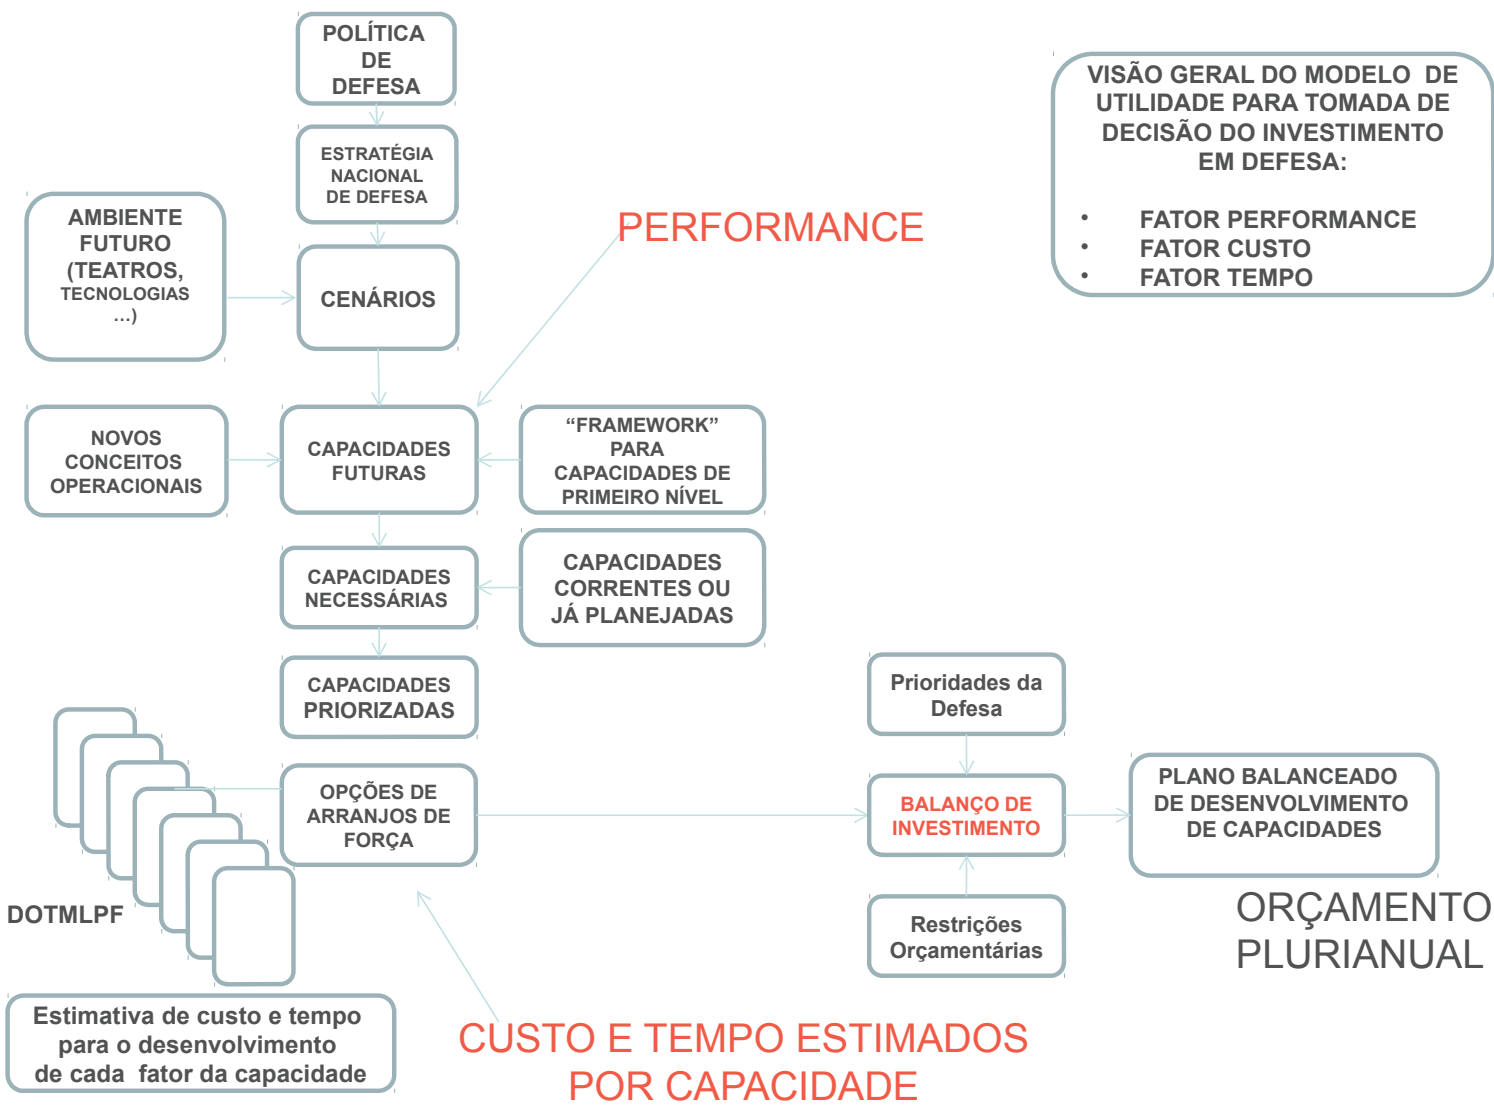 POLÍTICA
DE
DEFESA
VISÃO GERAL DO MODELO DE
UTILIDADE PARA TOMADA DE
DECISÃO DO INVESTIMENTO
EM DEFESA:
• FATOR PERFORMANCE
• FATOR CUSTO
• FATOR TEMPO
ESTRATÉGIA
NACIONAL
DE DEFESA
AMBIENTE
FUTURO
(TEATROS,
TECNOLOGIAS
...)
PERFORMANCE
CENÁRIOS
NOVOS
CONCEITOS
OPERACIONAIS
CAPACIDADES
FUTURAS
“FRAMEWORK”
PARA
CAPACIDADES DE
PRIMEIRO NÍVEL
CAPACIDADES
NECESSÁRIAS
CAPACIDADES
CORRENTES OU
JÁ PLANEJADAS
CAPACIDADES
PRIORIZADAS
Prioridades da
Defesa
OPÇÕES DE
ARRANJOS DE
FORÇA
BALANÇO DE
INVESTIMENTO
PLANO BALANCEADO
DE DESENVOLVIMENTO
DE CAPACIDADES
DOTMLPF
Restrições
Orçamentárias
ORÇAMENTO
PLURIANUAL
Estimativa de custo e tempo
para o desenvolvimento
de cada fator da capacidade
CUSTO E TEMPO ESTIMADOS
POR CAPACIDADE